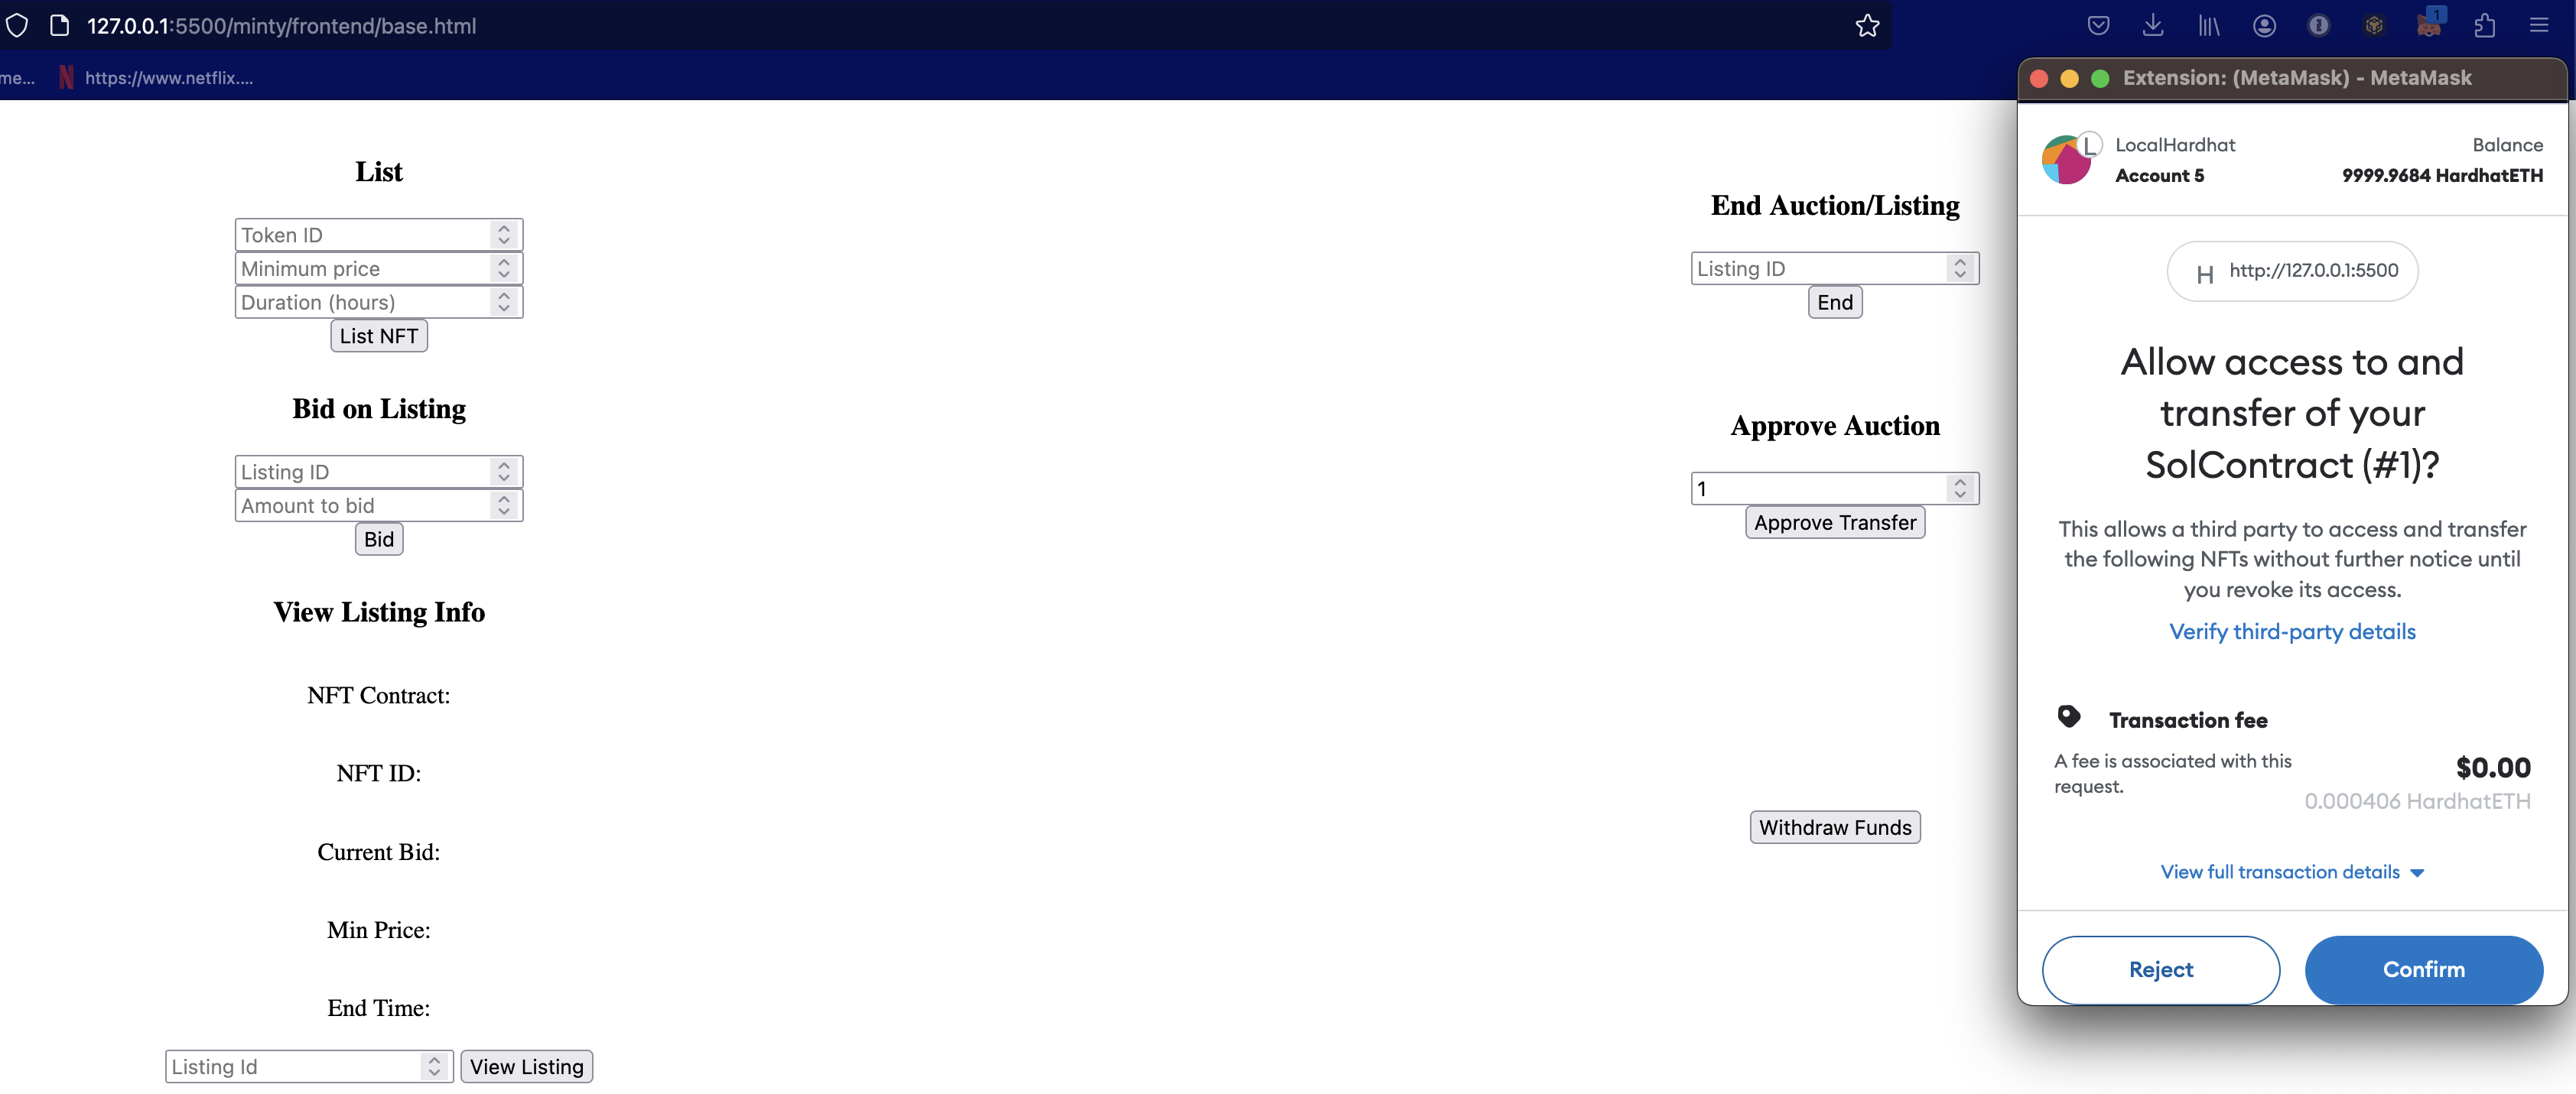 127.0.0.1:5500/minty/frontend/base.html
1
me...
https://www.netflix....
List
Token ID
Minimum price
Duration (hours)
List NFT
Bid on Listing
Listing ID
Amount to bid
Bid
View Listing Info
NFT Contract:
NFT ID:
Current Bid:
Min Price:
End Time:
Listing Id
View Listing
End Auction/Listing
Listing ID
End
Approve Auction
1
Approve Transfer
Withdraw Funds
Extension: (MetaMask) - MetaMask
L
LocalHardhat
Balance
Account 5
9999.9684 HardhatETH
H http://127.0.0.1:5500
Allow access to and
transfer of your
SolContract (#1)?
This allows a third party to access and transfer
the following NFTs without further notice until
you revoke its access.
Verify third-party details
Transaction fee
A fee is associated with this
request.
$0.00
0.000406 HardhatETH
View full transaction details
Reject
Confirm